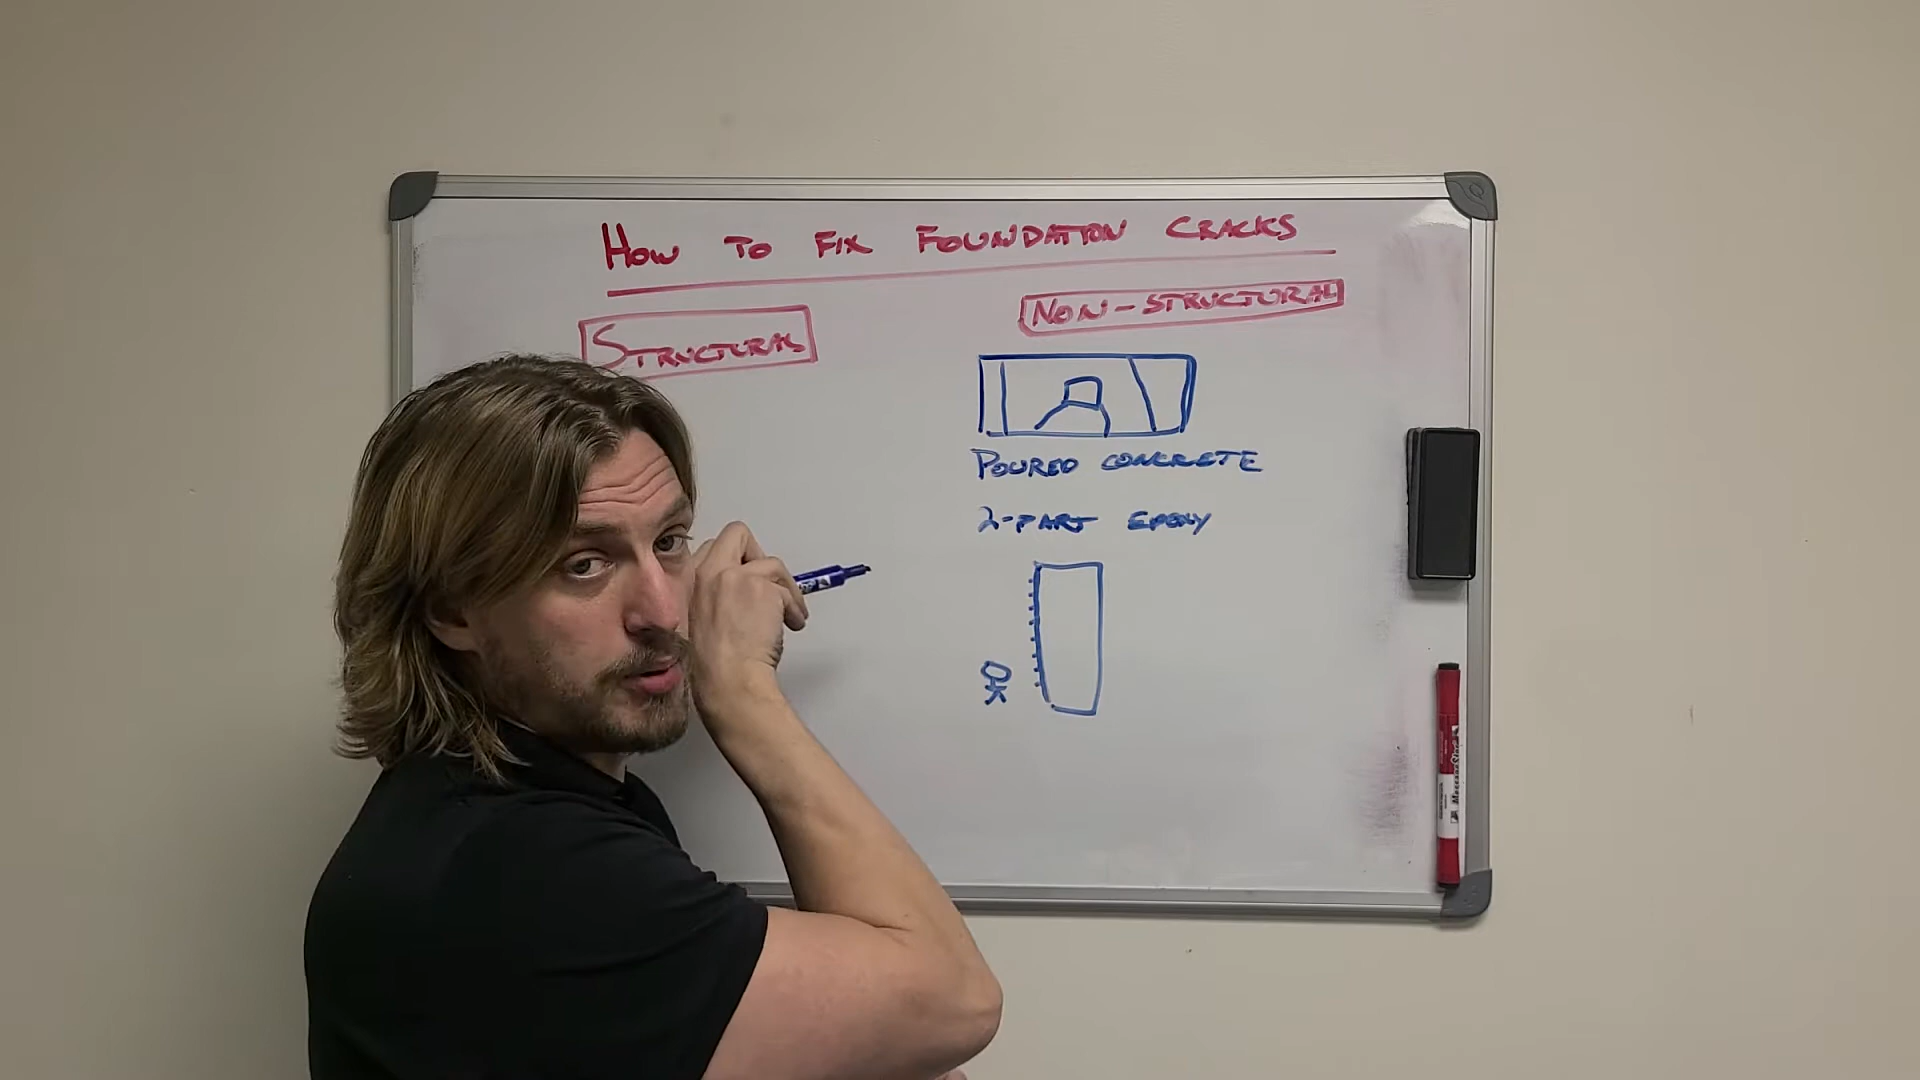 HOW TO FIX FOUNDATION CRACKS
STRUCTURAL
NON-STRUCTURAL
POURED CONCRETE
2-PART EPOXY